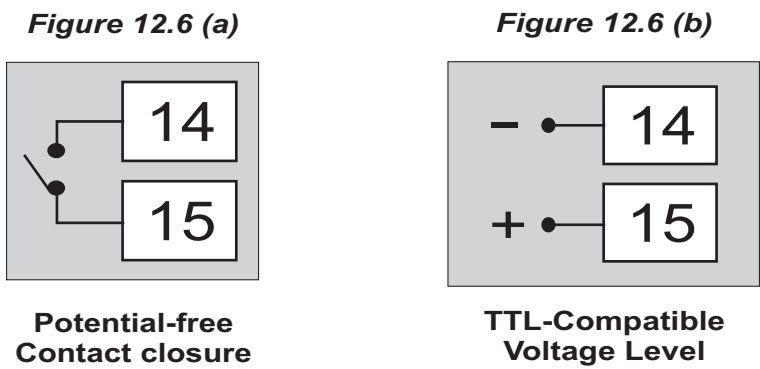 Figure 12.6 (a)
14
15
Potential-free
Contact closure
Figure 12.6 (b)
- 14
+ 15
TTL-Compatible
Voltage Level